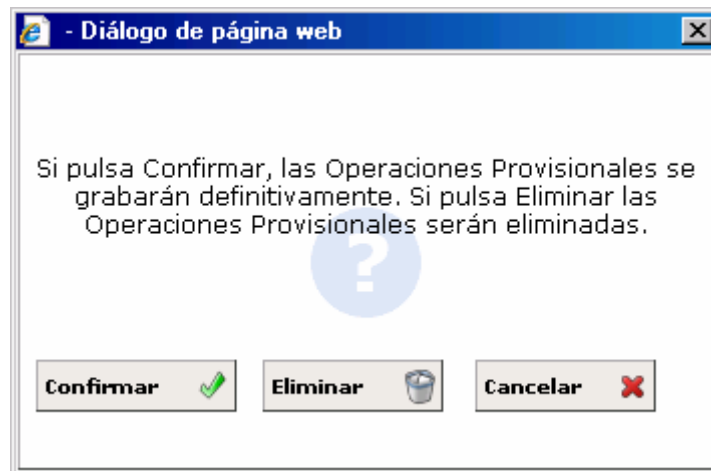 - Diálogo de página web
Si pulsa Confirmar, las Operaciones Provisionales se
grabarán definitivamente. Si pulsa Eliminar las
Operaciones Provisionales serán eliminadas.
?
Confirmar
Eliminar
Cancelar